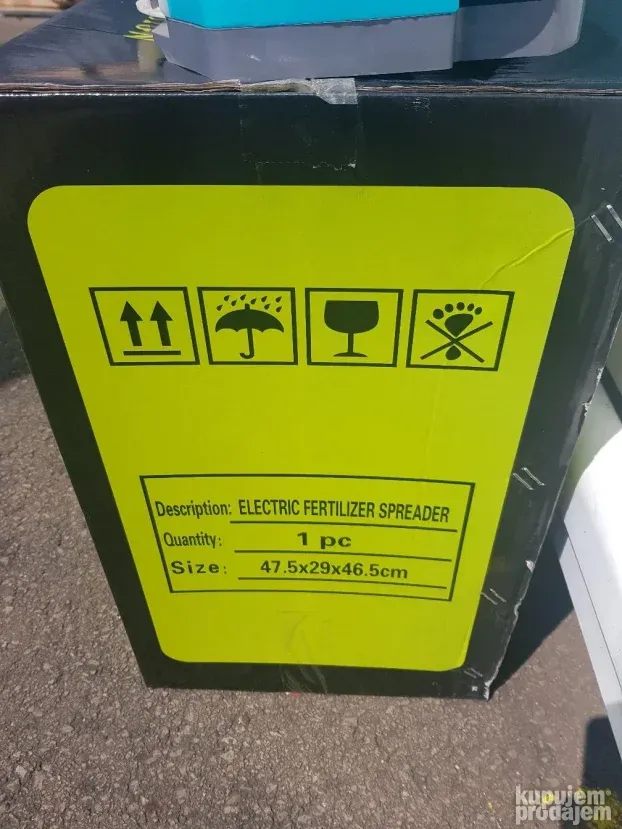 Description: ELECTRIC FERTILIZER SPREADER
Quantity: 1 pc
Size: 47.5x29x46.5cm
kupujem
prodajem